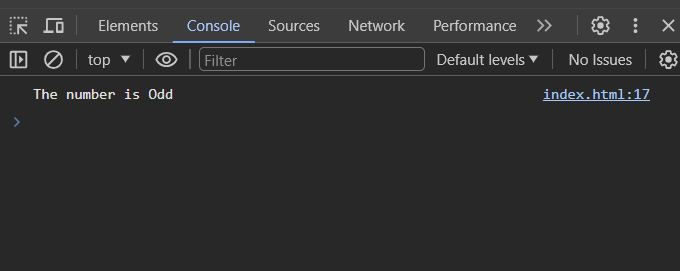 Elements Console Sources Network Performance
top Filter Default levels No Issues
The number is Odd index.html:17